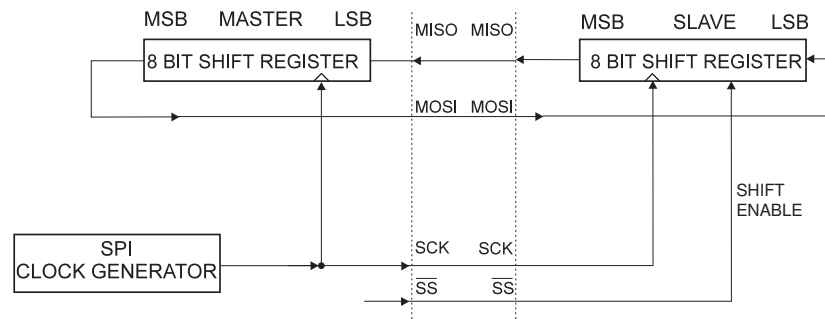 MSB MASTER LSB
MISO MISO
MSB SLAVE LSB
8 BIT SHIFT REGISTER
8 BIT SHIFT REGISTER
MOSI MOSI
SHIFT
ENABLE
SPI
CLOCK GENERATOR
SCK SCK
SS SS